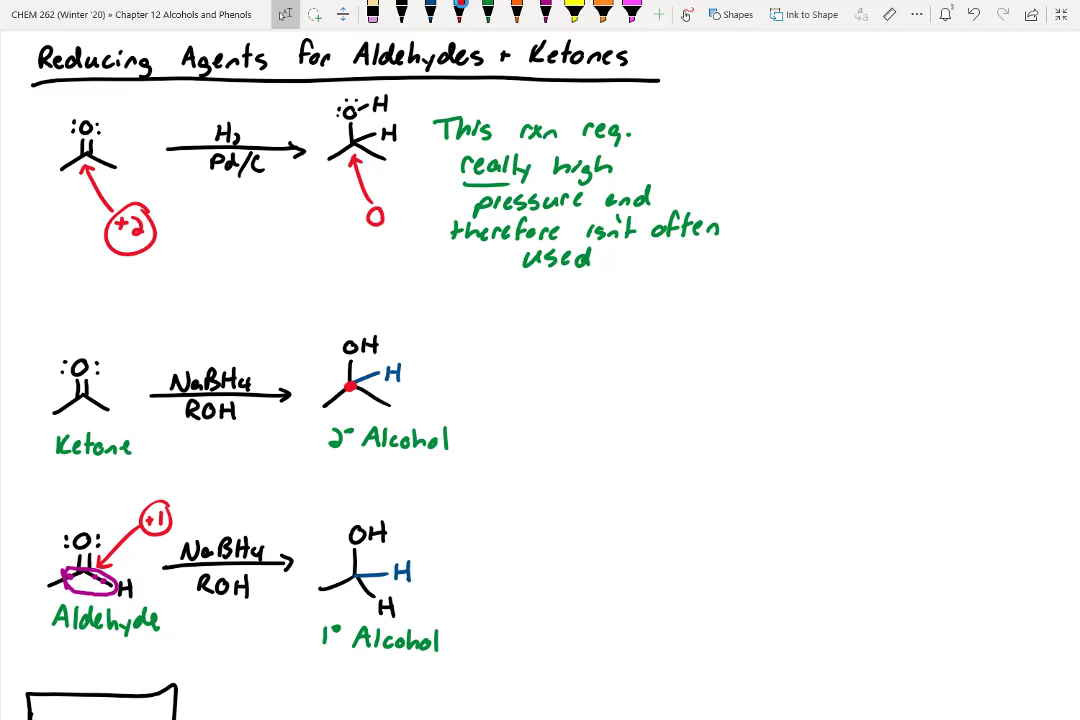 CHEM 262 (Winter '20) » Chapter 12 Alcohols and Phenols
Shapes
Ink to Shape
3
Reducing Agents for Aldehydes + Ketones
:O:
H₂
Pd/C
:Ö-H
H
This rxn req.
really high
pressure and
therefore isn't often
used
+2
O
:O:
NaBH4
ROH
OH
H
Ketone
2° Alcohol
+1
:O:
H
NaBH4
ROH
OH
H
H
Aldehyde
1° Alcohol